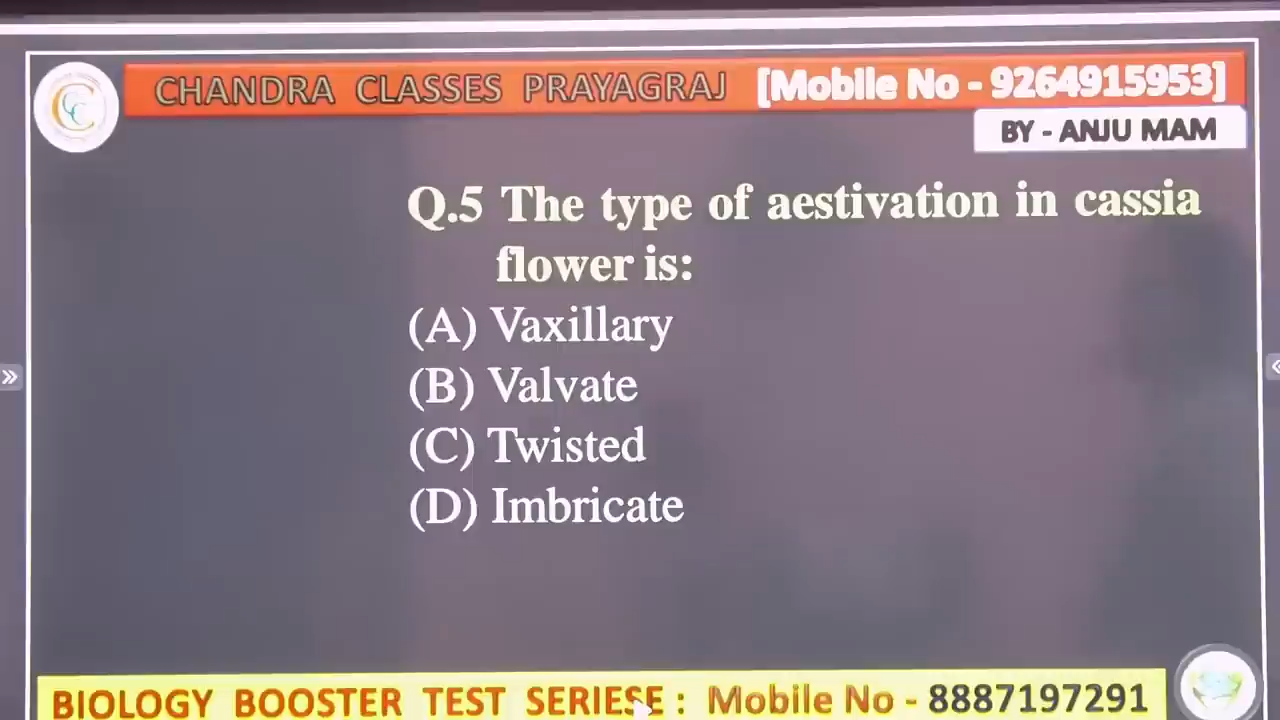 CHANDRA CLASSES PRAYAGRAJ [Mobile No - 9264915953]
BY - ANJU MAM
Q.5 The type of aestivation in cassia
flower is:
(A) Vaxillary
(B) Valvate
(C) Twisted
(D) Imbricate
BIOLOGY BOOSTER TEST SERIESE : Mobile No - 8887197291